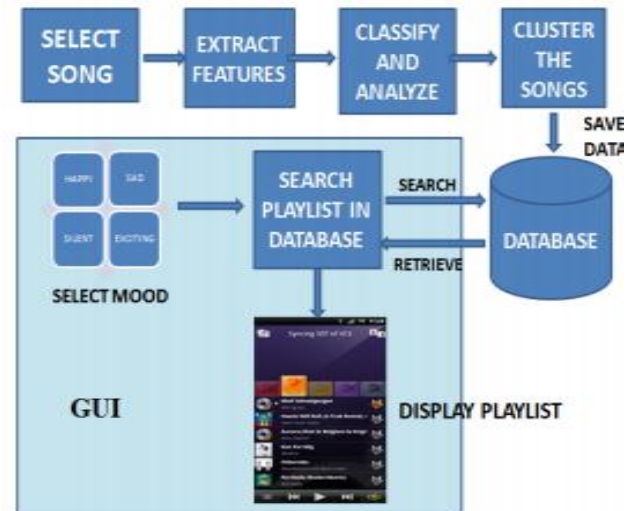 SELECT
SONG
EXTRACT
FEATURES
CLASSIFY
AND
ANALYZE
CLUSTER
THE
SONGS
SAVE
DATA
HAPPI
SAD
SILENT
EXCITING
SELECT MOOD
SEARCH
PLAYLIST IN
DATABASE
SEARCH
RETRIEVE
DATABASE
GUI
DISPLAY PLAYLIST